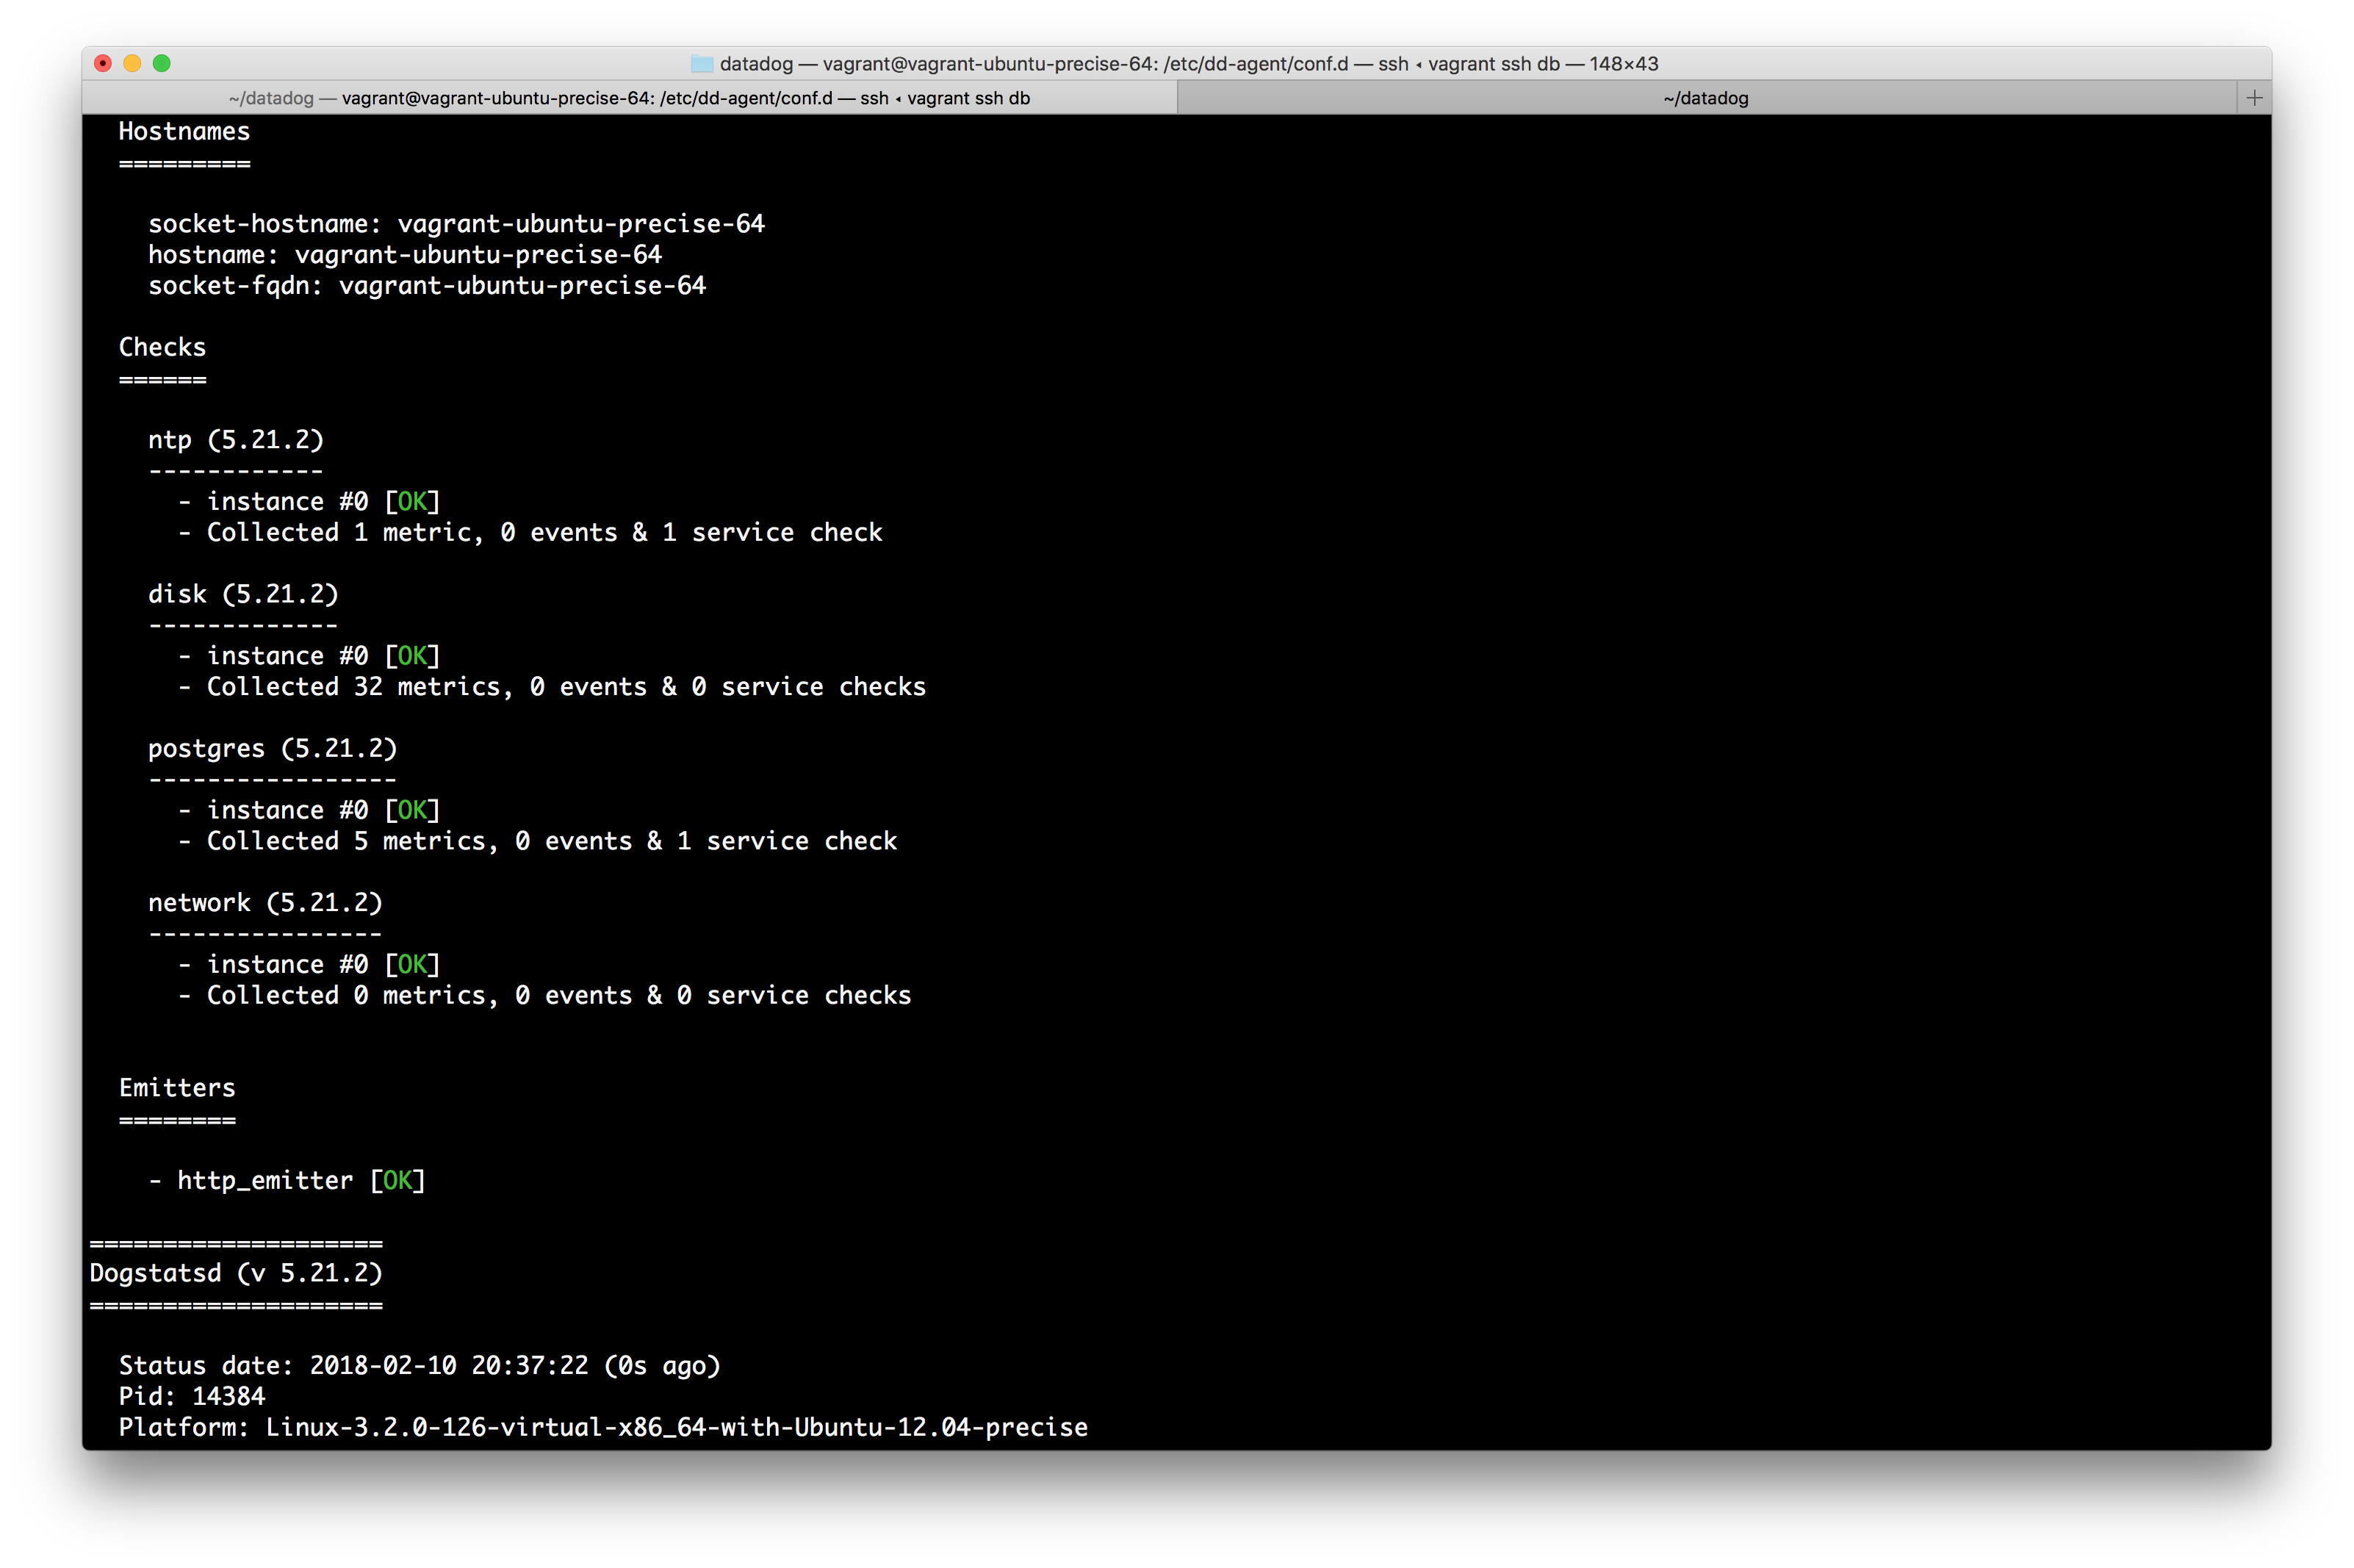 datadog — vagrant@vagrant-ubuntu-precise-64: /etc/dd-agent/conf.d — ssh ◂ vagrant ssh db — 148×43
~/datadog — vagrant@vagrant-ubuntu-precise-64: /etc/dd-agent/conf.d — ssh ◂ vagrant ssh db
~/datadog
+
Hostnames
=========
socket-hostname: vagrant-ubuntu-precise-64
hostname: vagrant-ubuntu-precise-64
socket-fqdn: vagrant-ubuntu-precise-64
Checks
======
ntp (5.21.2)
------------
- instance #0 [OK]
- Collected 1 metric, 0 events & 1 service check
disk (5.21.2)
-------------
- instance #0 [OK]
- Collected 32 metrics, 0 events & 0 service checks
postgres (5.21.2)
-----------------
- instance #0 [OK]
- Collected 5 metrics, 0 events & 1 service check
network (5.21.2)
----------------
- instance #0 [OK]
- Collected 0 metrics, 0 events & 0 service checks
Emitters
========
- http_emitter [OK]
====================
Dogstatsd (v 5.21.2)
====================
Status date: 2018-02-10 20:37:22 (0s ago)
Pid: 14384
Platform: Linux-3.2.0-126-virtual-x86_64-with-Ubuntu-12.04-precise